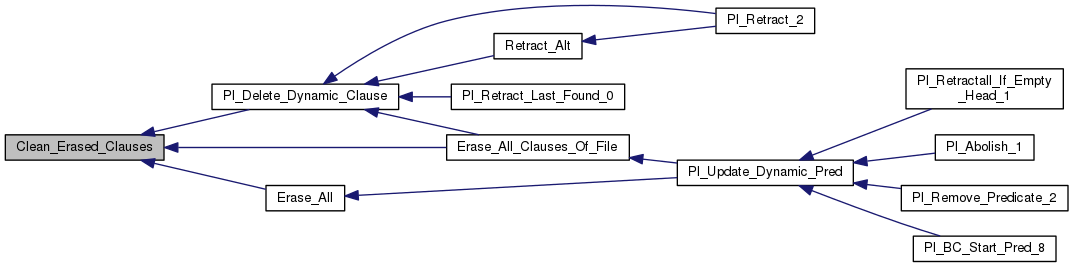 Pl_Retract_2
Retract_Alt
Pl_Delete_Dynamic_Clause
Pl_Retract_Last_Found_0
Pl_Retractall_If_Empty
_Head_1
Clean_Erased_Clauses
Erase_All_Clauses_Of_File
Pl_Abolish_1
Pl_Update_Dynamic_Pred
Erase_All
Pl_Remove_Predicate_2
Pl_BC_Start_Pred_8